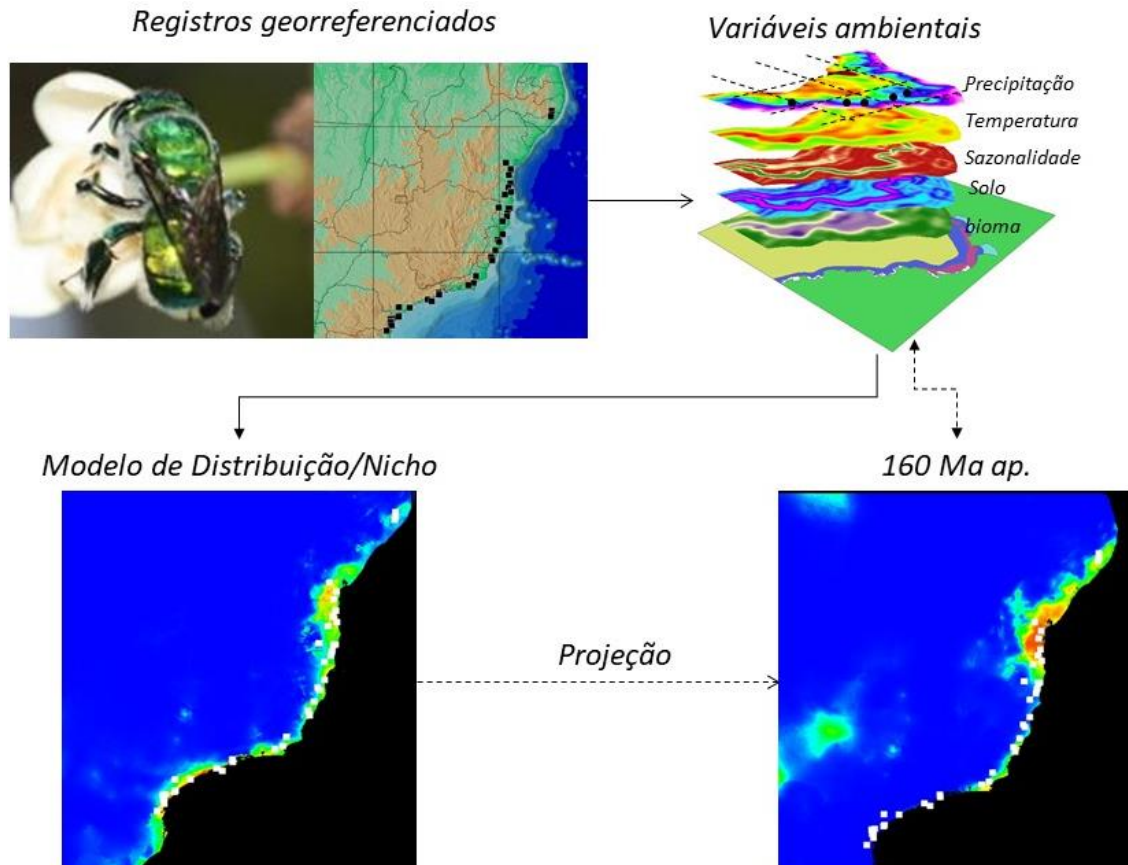 Registros georreferenciados
Variáveis ambientais
Precipitação
Temperatura
Sazonalidade
Solo
bioma
Modelo de Distribuição/Nicho
160 Ma ap.
Projeção